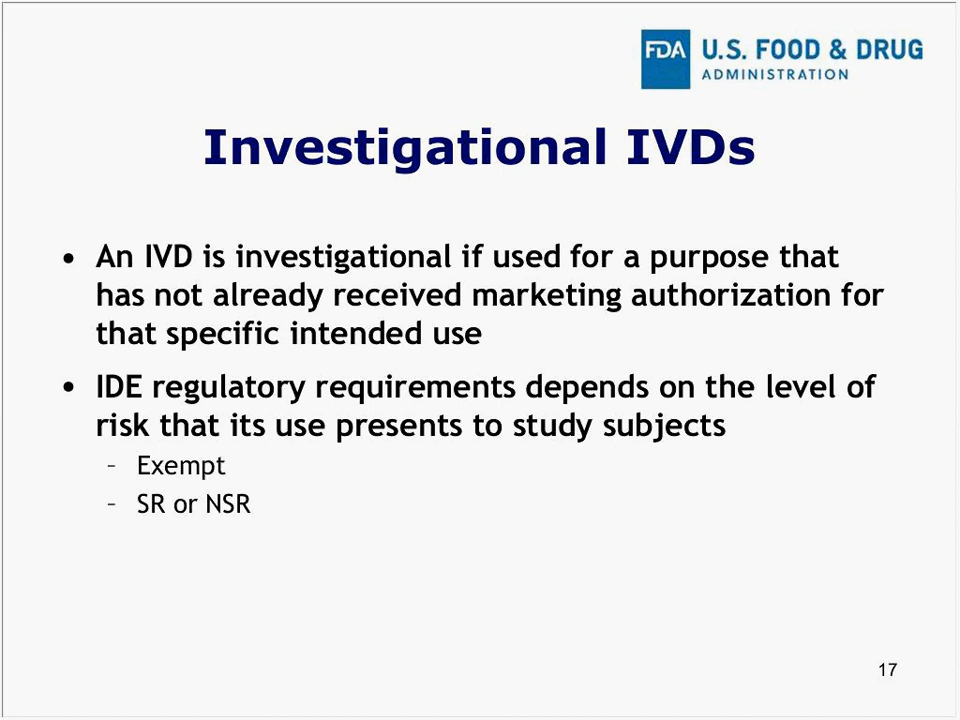 FDA U.S. FOOD & DRUG
ADMINISTRATION
Investigational IVDs
• An IVD is investigational if used for a purpose that
has not already received marketing authorization for
that specific intended use
• IDE regulatory requirements depends on the level of
risk that its use presents to study subjects
– Exempt
– SR or NSR
17